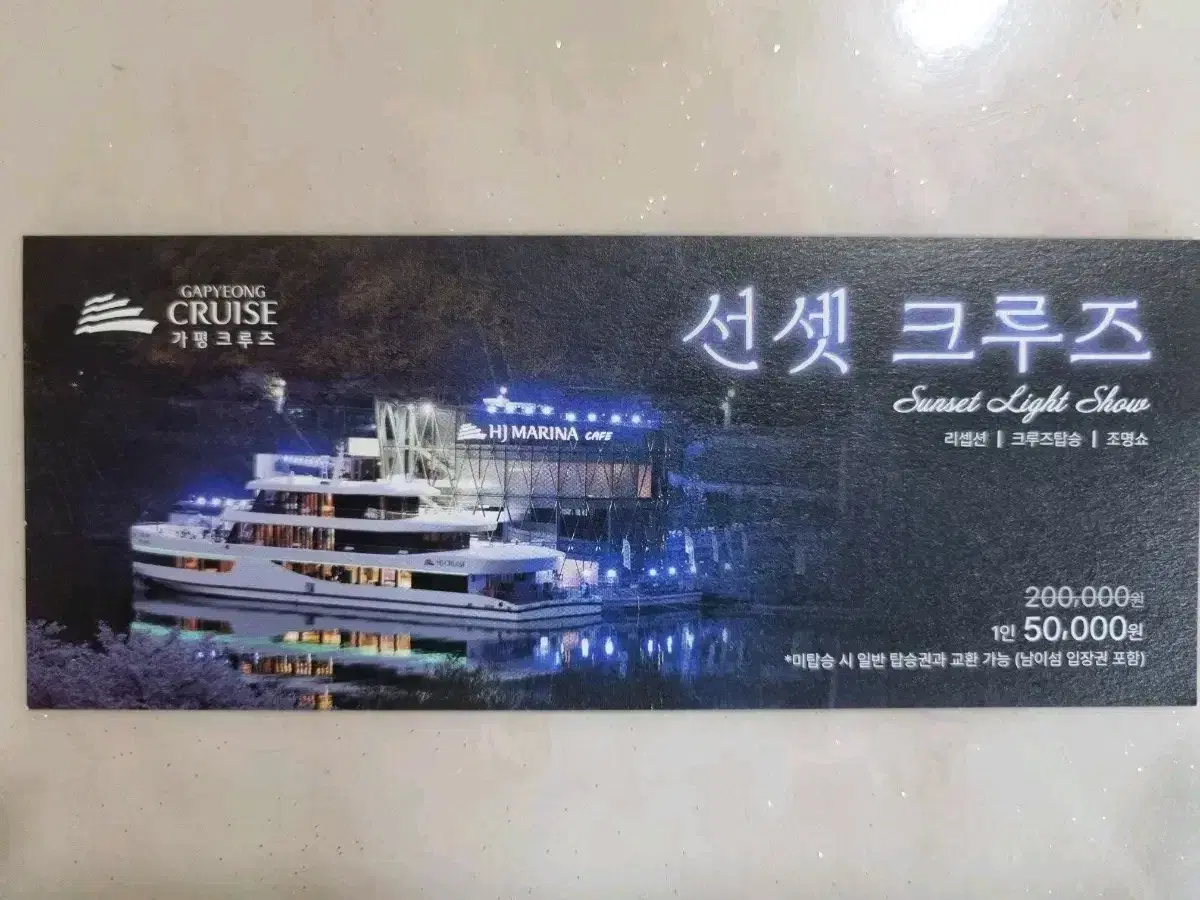 GAPYEONG
CRUISE
가평크루즈
선셋 크루즈
Sunset Light Show
리셉션 | 크루즈탑승 | 조명쇼
HJ MARINA CAFE
HJ CRUISE
200,000원
1인 50,000원
*미탑승 시 일반 탑승권과 교환 가능 (남이섬 입장권 포함)